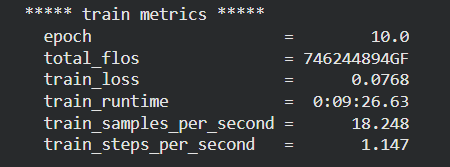 ***** train metrics *****
epoch = 10.0
total_flos = 746244894GF
train_loss = 0.0768
train_runtime = 0:09:26.63
train_samples_per_second = 18.248
train_steps_per_second = 1.147